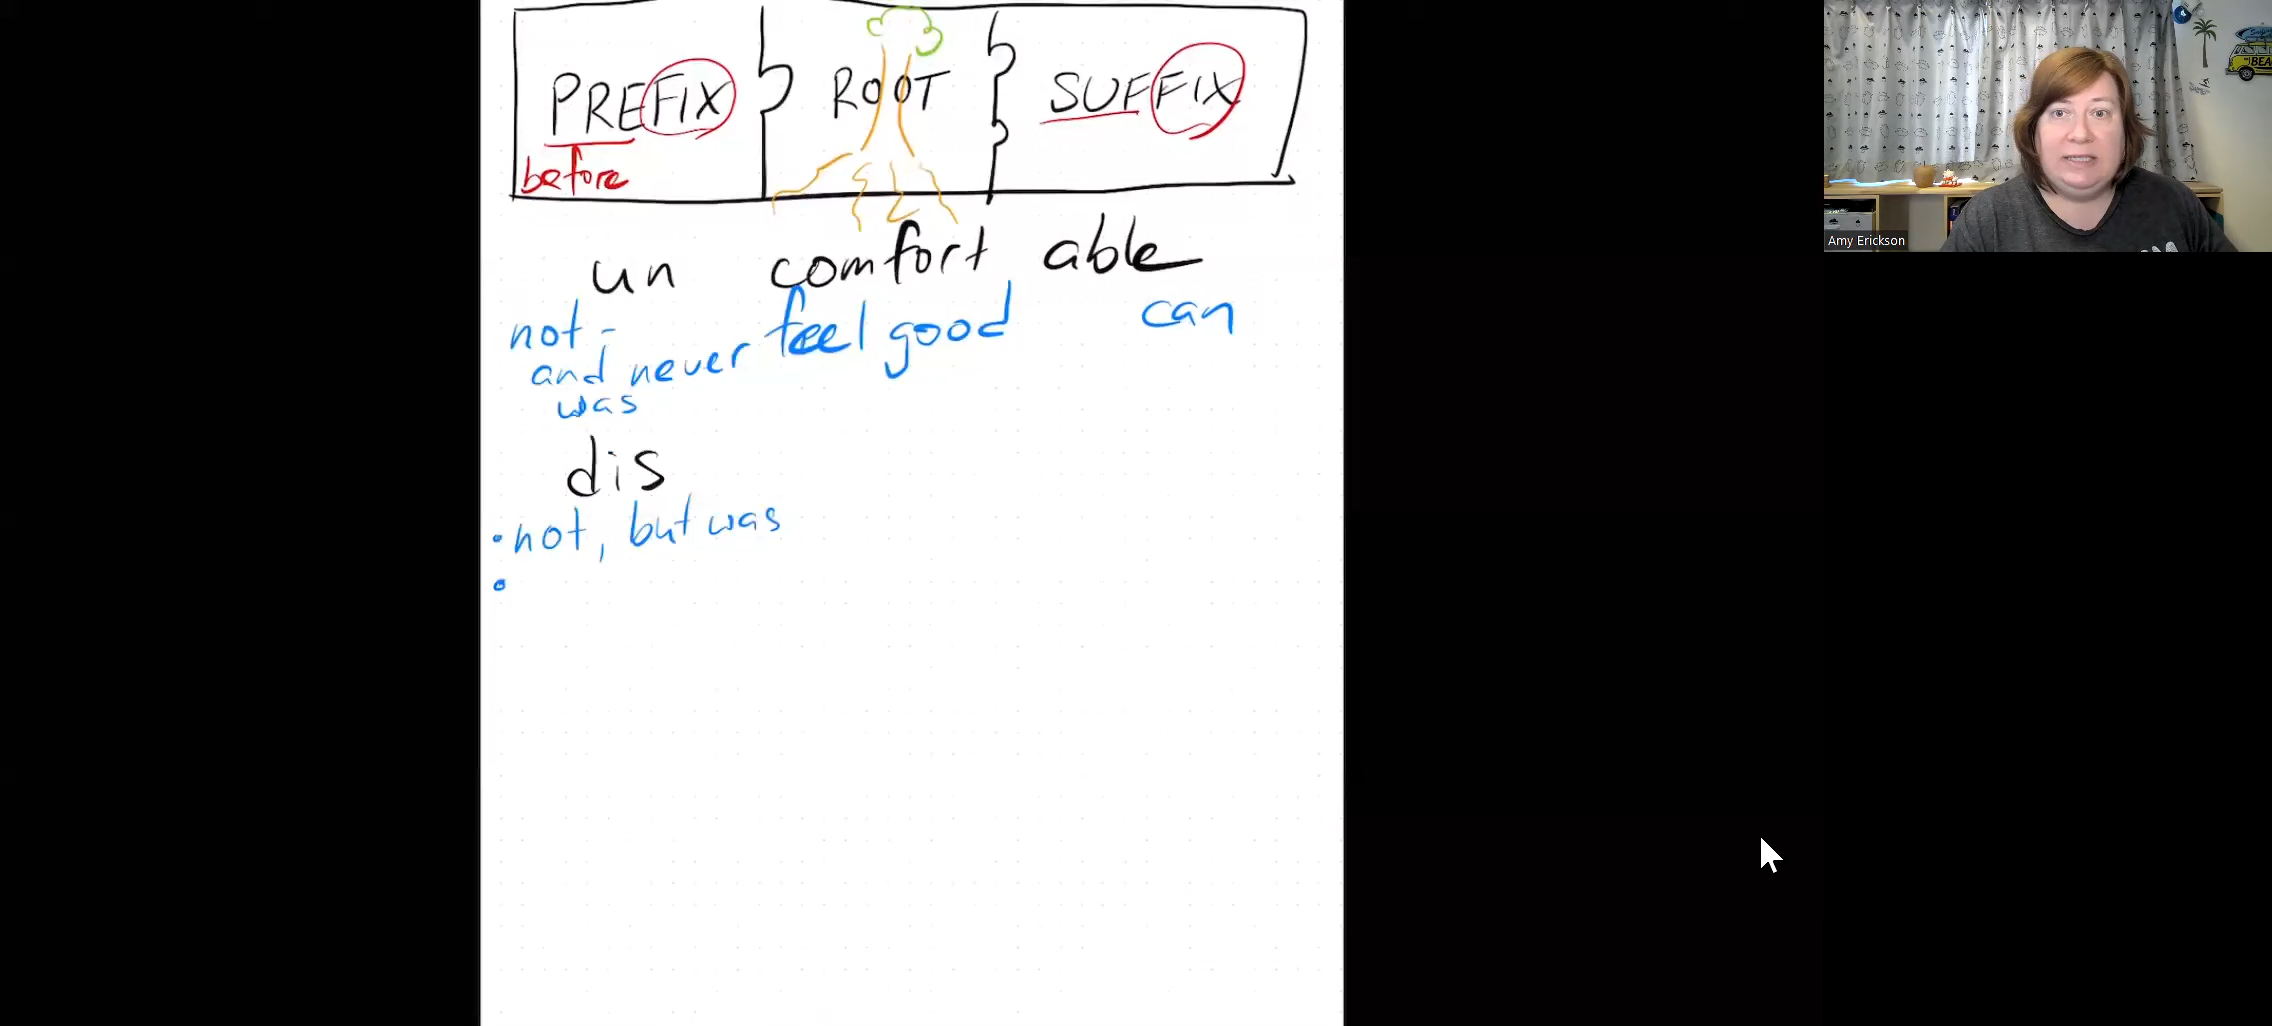 PREFIX ROOT SUFFIX
before
un comfort able
not - feel good can
and never
was
dis
• not, but was
•
Amy Erickson